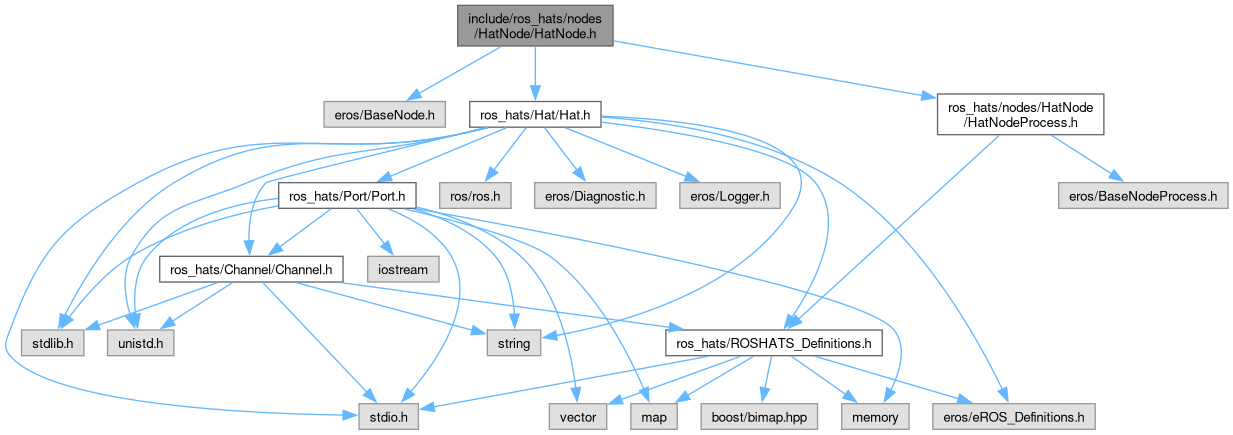 include/ros_hats/nodes
/HatNode/HatNode.h
eros/BaseNode.h
ros_hats/Hat/Hat.h
ros_hats/nodes/HatNode
/HatNodeProcess.h
ros_hats/Port/Port.h
ros/ros.h
eros/Diagnostic.h
eros/Logger.h
eros/BaseNodeProcess.h
ros_hats/Channel/Channel.h
iostream
stdlib.h
unistd.h
string
ros_hats/ROSHATS_Definitions.h
stdio.h
vector
map
boost/bimap.hpp
memory
eros/eROS_Definitions.h